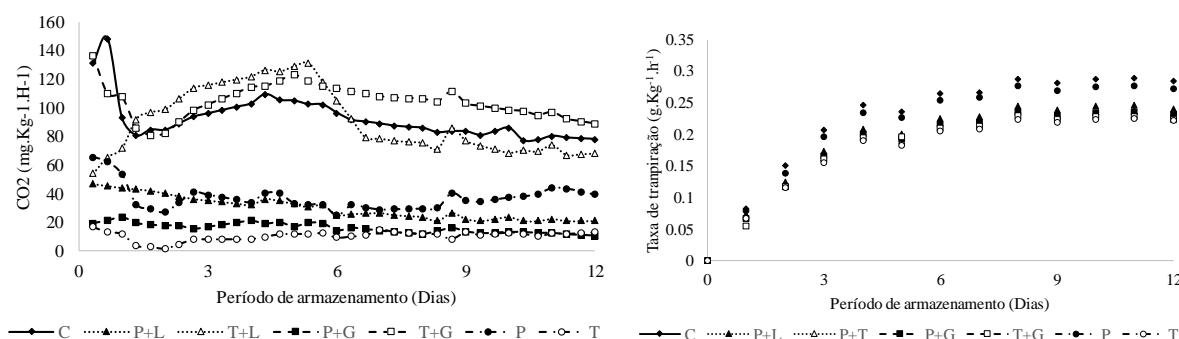 CO2 (mg.Kg-1.H-1)
160
140
120
100
80
60
40
20
0
0 3 6 9 12
Período de armazenamento (Dias)
C P+L T+L P+G T+G P T
Taxa de tranpiração (g.Kg⁻¹.h⁻¹)
0.35
0.3
0.25
0.2
0.15
0.1
0.05
0
0 3 6 9 12
Período de armazenamento (Dias)
C P+L P+T P+G T+G P T